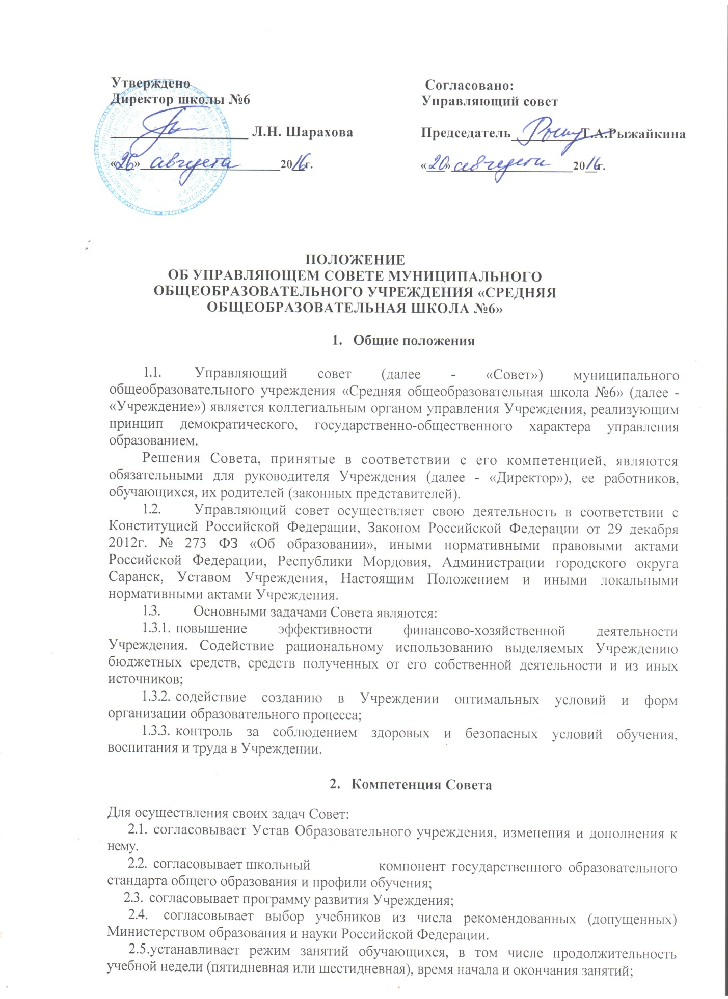 Утверждено
Директор школы №6
____________________ Л.Н. Шарахова
«26» августа 2016г.
Согласовано:
Управляющий совет
Председатель__________Т.А.Рыжайкина
«20» августа 2016г.
ПОЛОЖЕНИЕ
ОБ УПРАВЛЯЮЩЕМ СОВЕТЕ МУНИЦИПАЛЬНОГО
ОБЩЕОБРАЗОВАТЕЛЬНОГО УЧРЕЖДЕНИЯ «СРЕДНЯЯ
ОБЩЕОБРАЗОВАТЕЛЬНАЯ ШКОЛА №6»
1. Общие положения
1.1. Управляющий совет (далее - «Совет») муниципального
общеобразовательного учреждения «Средняя общеобразовательная школа №6» (далее -
«Учреждение») является коллегиальным органом управления Учреждения, реализующим
принцип демократического, государственно-общественного характера управления
образованием.
Решения Совета, принятые в соответствии с его компетенцией, являются
обязательными для руководителя Учреждения (далее - «Директор»), ее работников,
обучающихся, их родителей (законных представителей).
1.2. Управляющий совет осуществляет свою деятельность в соответствии с
Конституцией Российской Федерации, Законом Российской Федерации от 29 декабря
2012г. № 273 ФЗ «Об образовании», иными нормативными правовыми актами
Российской Федерации, Республики Мордовия, Администрации городского округа
Саранск, Уставом Учреждения, Настоящим Положением и иными локальными
нормативными актами Учреждения.
1.3. Основными задачами Совета являются:
1.3.1. повышение эффективности финансово-хозяйственной деятельности
Учреждения. Содействие рациональному использованию выделяемых Учреждению
бюджетных средств, средств полученных от его собственной деятельности и из иных
источников;
1.3.2. содействие созданию в Учреждении оптимальных условий и форм
организации образовательного процесса;
1.3.3. контроль за соблюдением здоровых и безопасных условий обучения,
воспитания и труда в Учреждении.
2. Компетенция Совета
Для осуществления своих задач Совет:
2.1. согласовывает Устав Образовательного учреждения, изменения и дополнения к
нему.
2.2. согласовывает школьный компонент государственного образовательного
стандарта общего образования и профили обучения;
2.3. согласовывает программу развития Учреждения;
2.4. согласовывает выбор учебников из числа рекомендованных (допущенных)
Министерством образования и науки Российской Федерации.
2.5.устанавливает режим занятий обучающихся, в том числе продолжительность
учебной недели (пятидневная или шестидневная), время начала и окончания занятий;